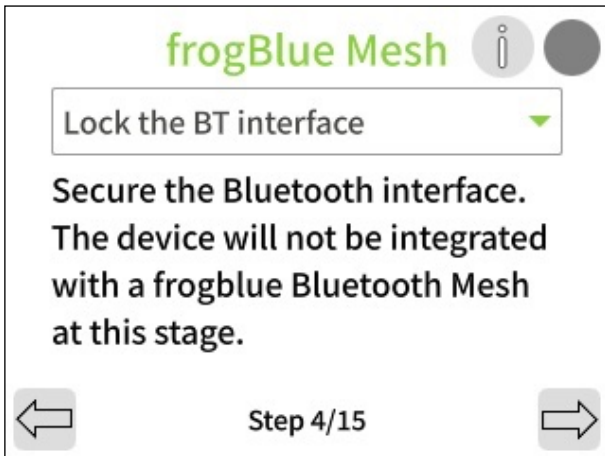 frogBlue Mesh
i
Lock the BT interface
Secure the Bluetooth interface.
The device will not be integrated
with a frogblue Bluetooth Mesh
at this stage.
Step 4/15